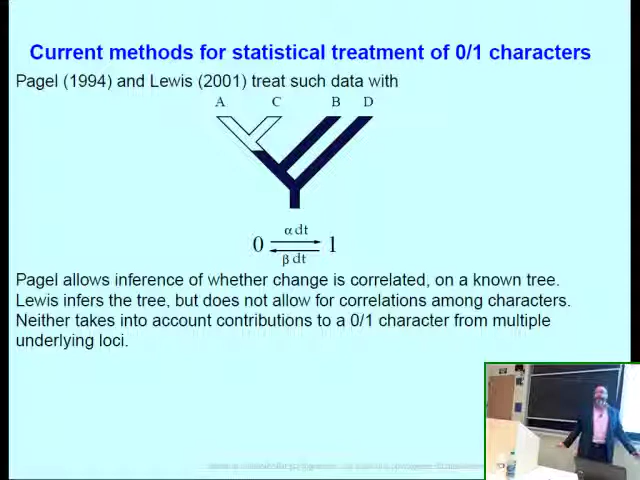 Current methods for statistical treatment of 0/1 characters
Pagel (1994) and Lewis (2001) treat such data with
A C B D
α dt
0 1
β dt
Pagel allows inference of whether change is correlated, on a known tree.
Lewis infers the tree, but does not allow for correlations among characters.
Neither takes into account contributions to a 0/1 character from multiple
underlying loci.